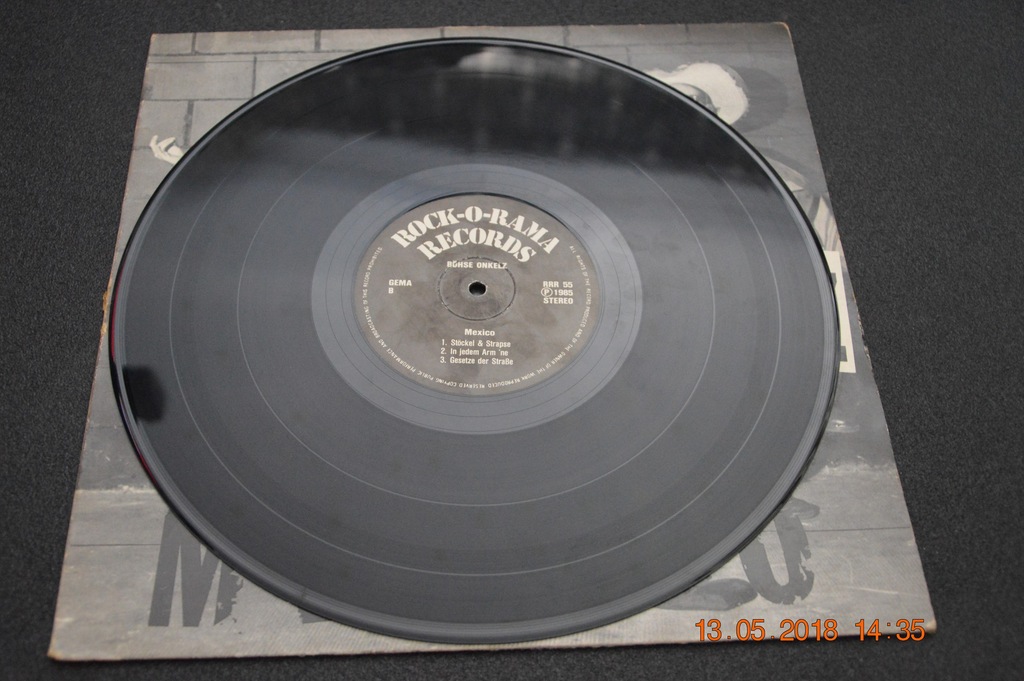 ROCK-O-RAMA
RECORDS
BÖHSE ONKELZ
GEMA
B
RRR 55
Ⓟ 1985
STEREO
Mexico
1. Stöckel & Strapse
2. In jedem Arm 'ne
3. Gesetze der Straße
M
O
13.05.2018 14:35